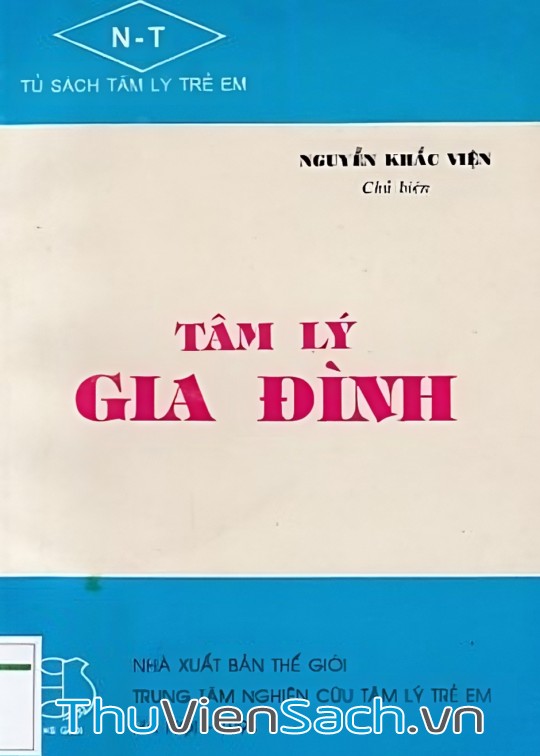 N-T
TỦ SÁCH TÂM LÝ TRẺ EM
NGUYỄN KHẮC VIỆN
Chủ biên
TÂM LÝ
GIA ĐÌNH
NHÀ XUẤT BẢN THẾ GIỚI
TRUNG TÂM NGHIÊN CỨU TÂM LÝ TRẺ EM
ThuVienSach.vn